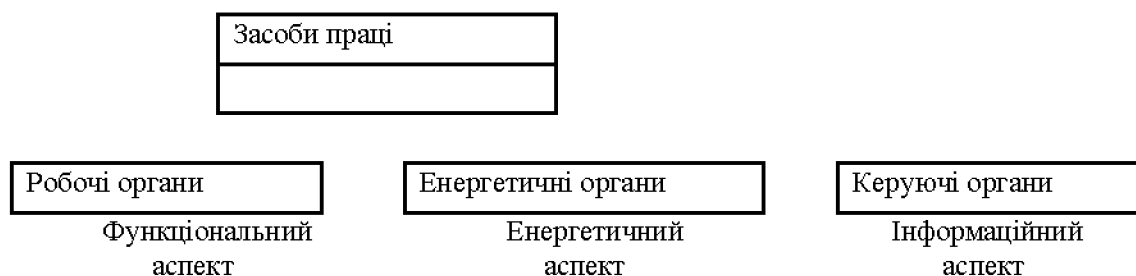 Засоби праці
Робочі органи
Енергетичні органи
Керуючі органи
Функціональний
аспект
Енергетичний
аспект
Інформаційний
аспект